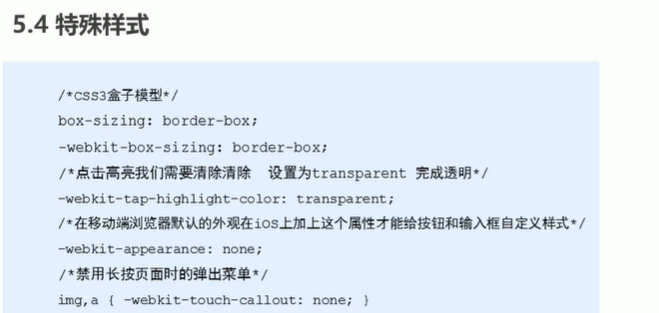 5.4 特殊样式
/*CSS3盒子模型*/
box-sizing: border-box;
-webkit-box-sizing: border-box;
/*点击高亮我们需要清除清除 设置为transparent 完成透明*/
-webkit-tap-highlight-color: transparent;
/*在移动端浏览器默认的外观在iOS上加上这个属性才能给按钮和输入框自定义样式*/
-webkit-appearance: none;
/*禁用长按页面时的弹出菜单*/
img,a { -webkit-touch-callout: none; }